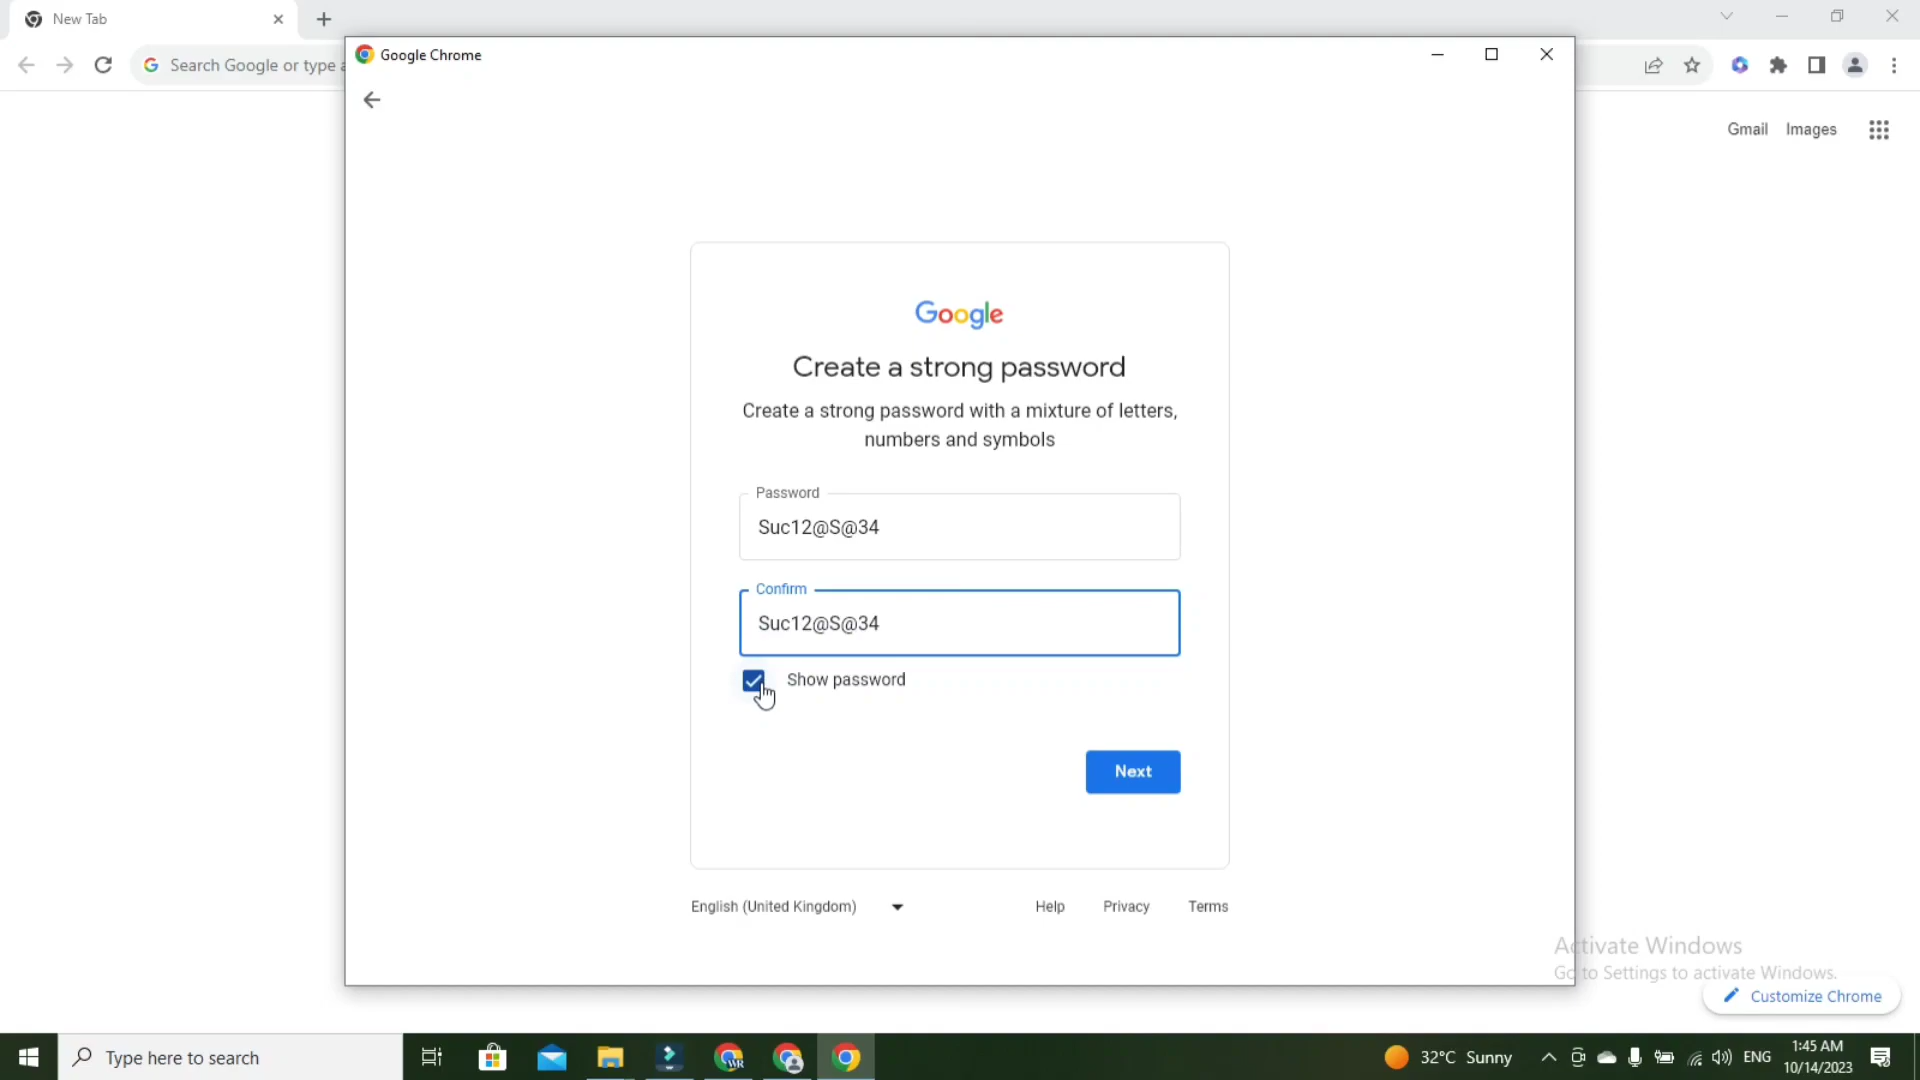 New Tab
Search Google or type a
Google Chrome
Gmail Images
Google
Create a strong password
Create a strong password with a mixture of letters,
numbers and symbols
Password
Suc12@S@34
Confirm
Suc12@S@34
Show password
Next
English (United Kingdom)
Help Privacy Terms
Activate Windows
Go to Settings to activate Windows.
Customize Chrome
Type here to search
WR
32°C Sunny
ENG
1:45 AM
10/14/2023